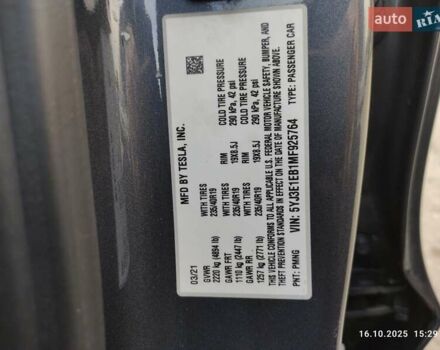 auto RIA
MFD BY TESLA, INC.
COLD TIRE PRESSURE
290 kPa, 42 psi
COLD TIRE PRESSURE
290 kPa, 42 psi
RIM
19X8.5J
RIM
19X8.5J
WITH TIRES
235/40R19
WITH TIRES
235/40R19
03/21
GVWR
2220 kg (4894 lb)
GAWR FRT
1110 kg (2447 lb)
GAWR RR
1257 kg (2771 lb)
THIS VEHICLE CONFORMS TO ALL APPLICABLE U.S. FEDERAL MOTOR VEHICLE SAFETY, BUMPER, AND
THEFT PREVENTION STANDARDS IN EFFECT ON THE DATE OF MANUFACTURE SHOWN ABOVE.
VIN: 5YJ3E1EB1MF925764
TYPE: PASSENGER CAR
PNT: PMNG
16.10.2025 15:29